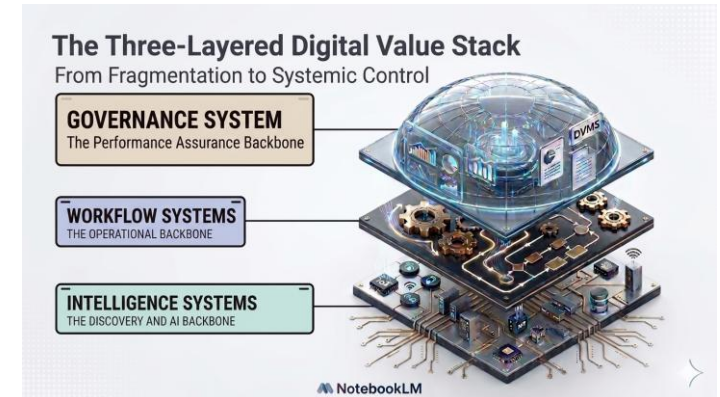 The Three-Layered Digital Value Stack
From Fragmentation to Systemic Control
GOVERNANCE SYSTEM
The Performance Assurance Backbone
DVMS
WORKFLOW SYSTEMS
THE OPERATIONAL BACKBONE
INTELLIGENCE SYSTEMS
THE DISCOVERY AND AI BACKBONE
NotebookLM